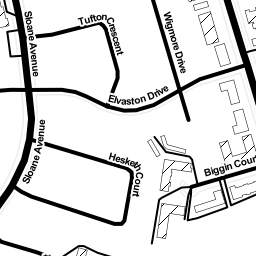 Sloane Avenue
Tufton Crescent
Wigmore Drive
Elvaston Drive
Sloane Avenue
Hesketh Court
Biggin Cour